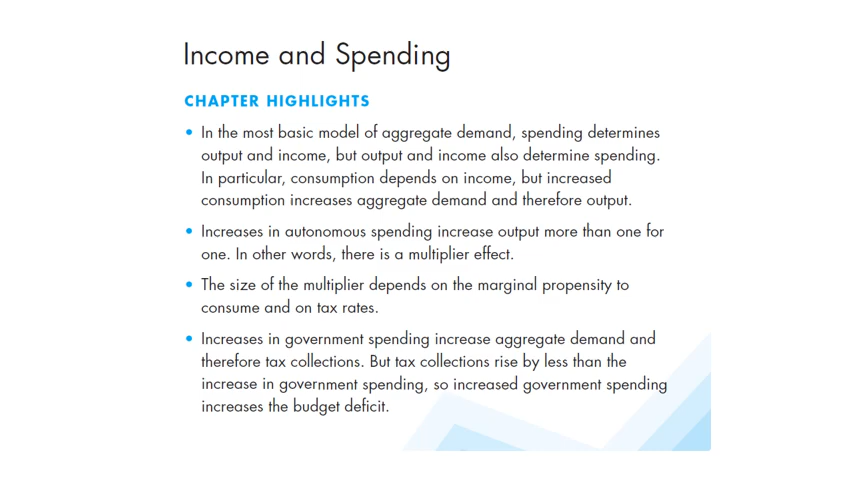 Income and Spending
CHAPTER HIGHLIGHTS
• In the most basic model of aggregate demand, spending determines
output and income, but output and income also determine spending.
In particular, consumption depends on income, but increased
consumption increases aggregate demand and therefore output.
• Increases in autonomous spending increase output more than one for
one. In other words, there is a multiplier effect.
• The size of the multiplier depends on the marginal propensity to
consume and on tax rates.
• Increases in government spending increase aggregate demand and
therefore tax collections. But tax collections rise by less than the
increase in government spending, so increased government spending
increases the budget deficit.